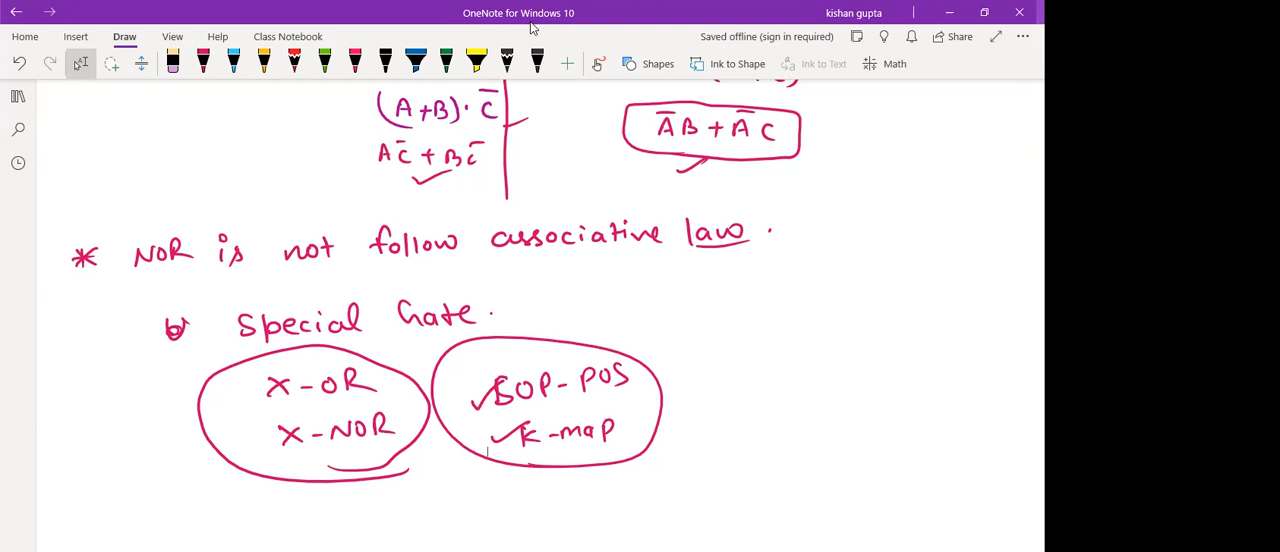 OneNote for Windows 10
kishan gupta
Home Insert Draw View Help Class Notebook
Saved offline (sign in required)
Share
Shapes Ink to Shape Ink to Text Math
(A+B)·C̅
AC̅ + BC̅
A̅B + A̅C
* NOR is not follow associative law.
Special Gate.
X-OR
X-NOR
SOP-POS
K-map